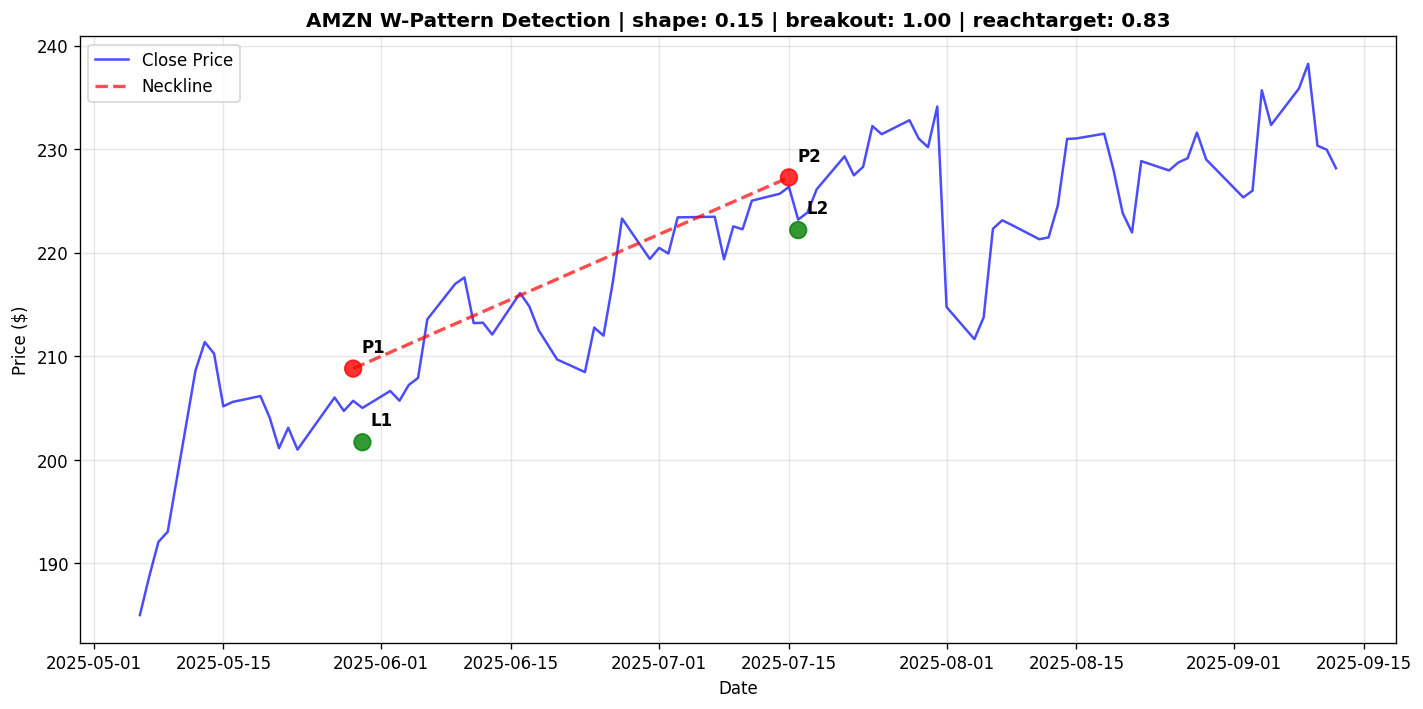 AMZN W-Pattern Detection | shape: 0.15 | breakout: 1.00 | reachtarget: 0.83
Close Price
Neckline
240
230
220
210
200
190
Price ($)
P1
L1
P2
L2
2025-05-01
2025-05-15
2025-06-01
2025-06-15
2025-07-01
2025-07-15
2025-08-01
2025-08-15
2025-09-01
2025-09-15
Date